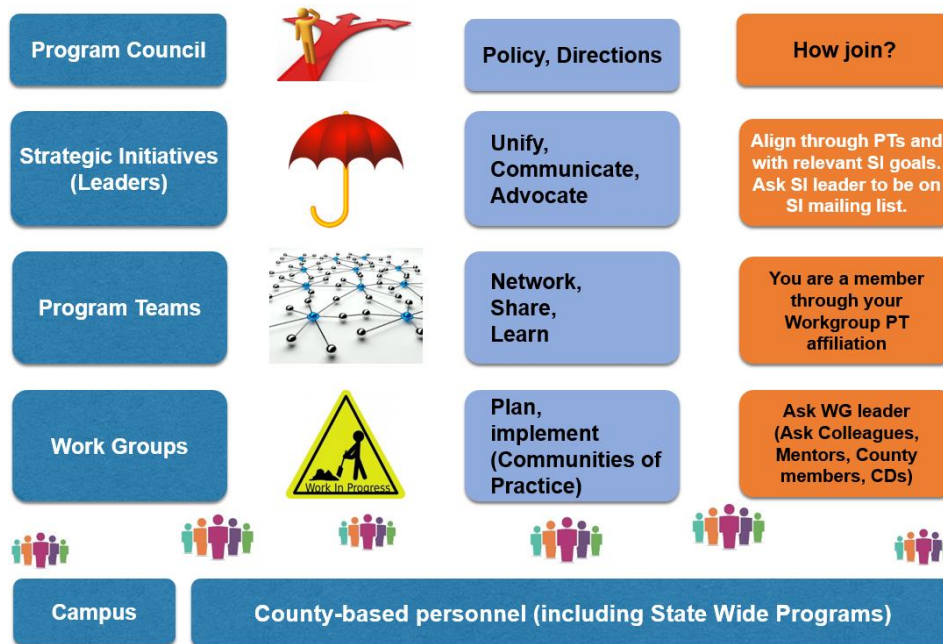 Program Council
Policy, Directions
How join?
Strategic Initiatives
(Leaders)
Unify,
Communicate,
Advocate
Align through PTs and
with relevant SI goals.
Ask SI leader to be on
SI mailing list.
Program Teams
Network,
Share,
Learn
You are a member
through your
Workgroup PT
affiliation
Work Groups
Work In Progress
Plan,
implement
(Communities of
Practice)
Ask WG leader
(Ask Colleagues,
Mentors, County
members, CDs)
Campus
County-based personnel (including State Wide Programs)